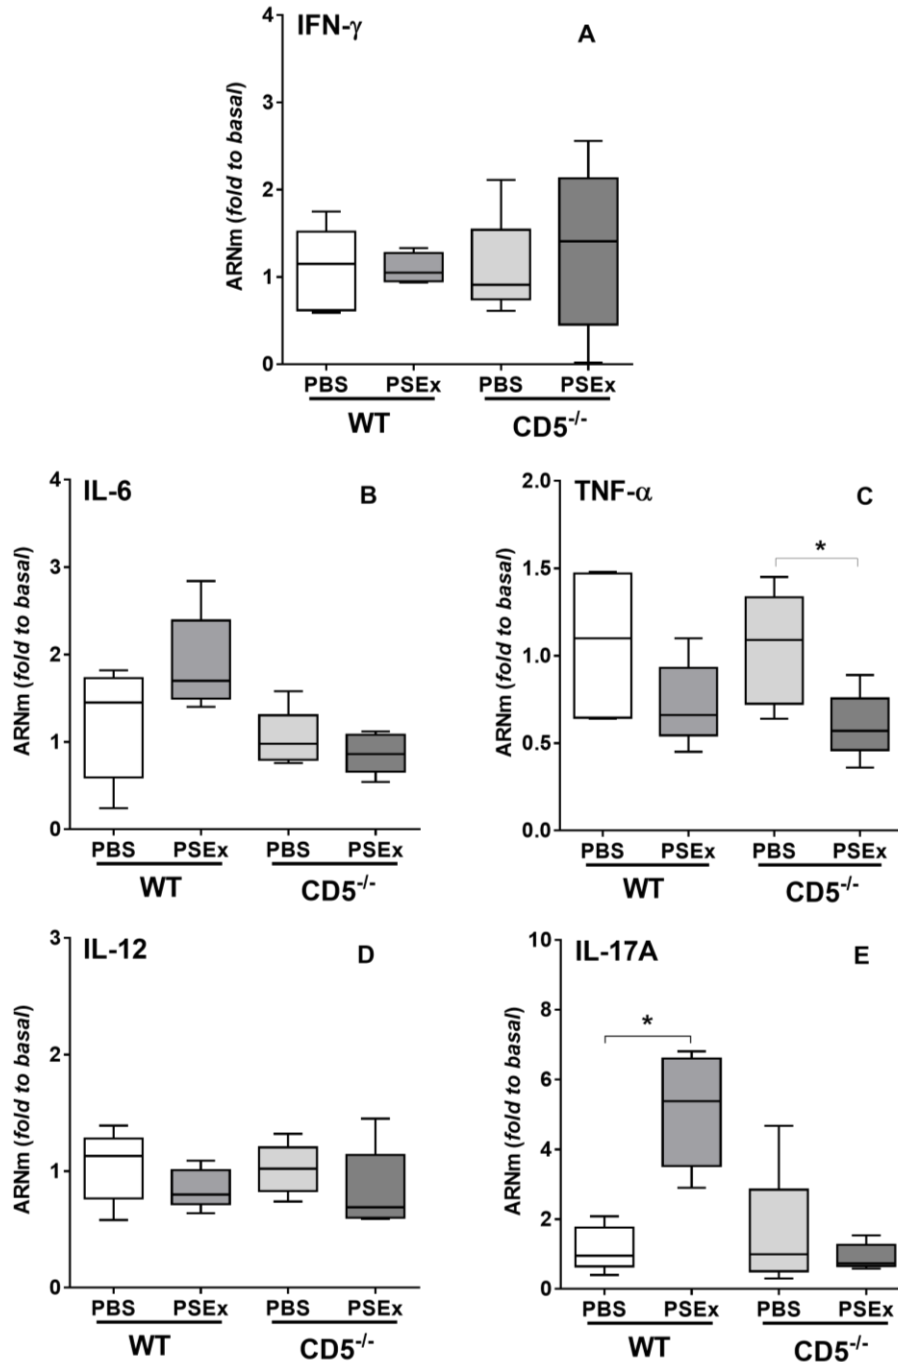 IFN-γ
A
ARNm (fold to basal)
4
3
2
1
0
PBS PSEx PBS PSEx
WT CD5-/-
IL-6
B
ARNm (fold to basal)
4
3
2
1
0
PBS PSEx PBS PSEx
WT CD5-/-
TNF-α
C
ARNm (fold to basal)
2.0
1.5
1.0
0.5
0.0
*
PBS PSEx PBS PSEx
WT CD5-/-
IL-12
D
ARNm (fold to basal)
3
2
1
0
PBS PSEx PBS PSEx
WT CD5-/-
IL-17A
E
ARNm (fold to basal)
10
8
6
4
2
0
*
PBS PSEx PBS PSEx
WT CD5-/-